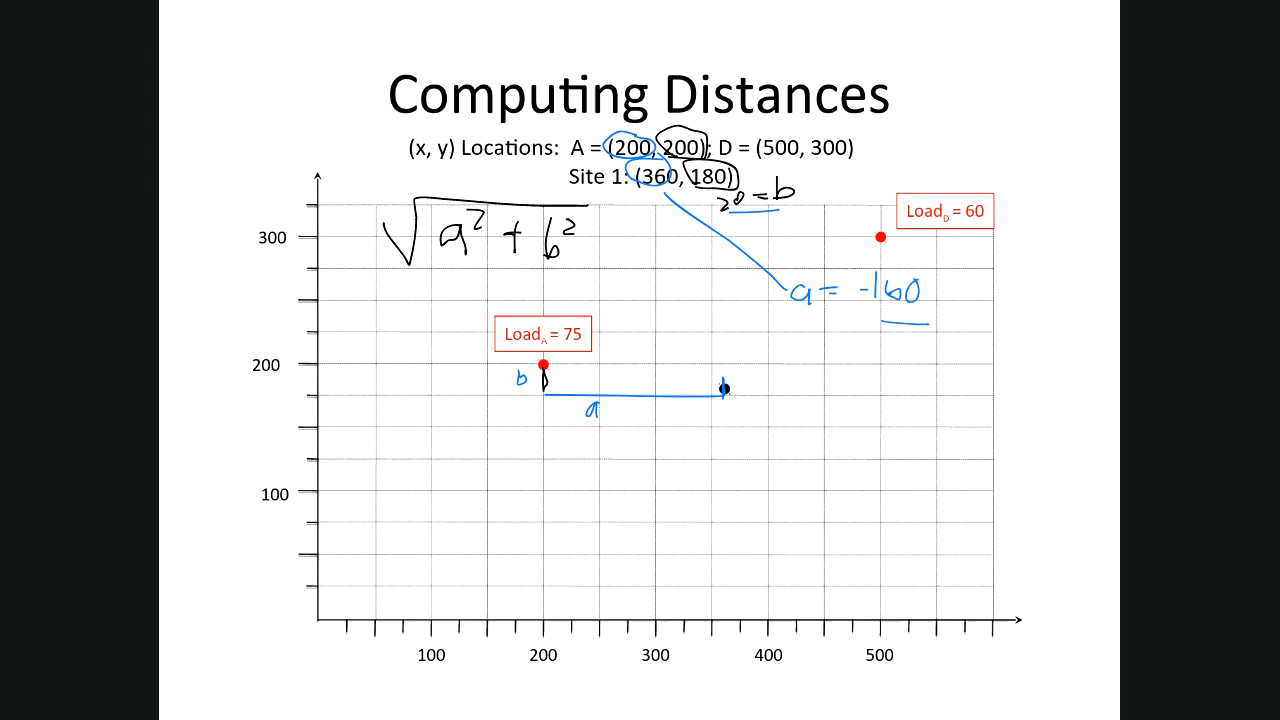 Computing Distances
(x, y) Locations: A = (200, 200); D = (500, 300)
Site 1: (360, 180)
20 = b
√a² + b²
Load_D = 60
300
a = -160
Load_A = 75
200
b
a
100
100 200 300 400 500